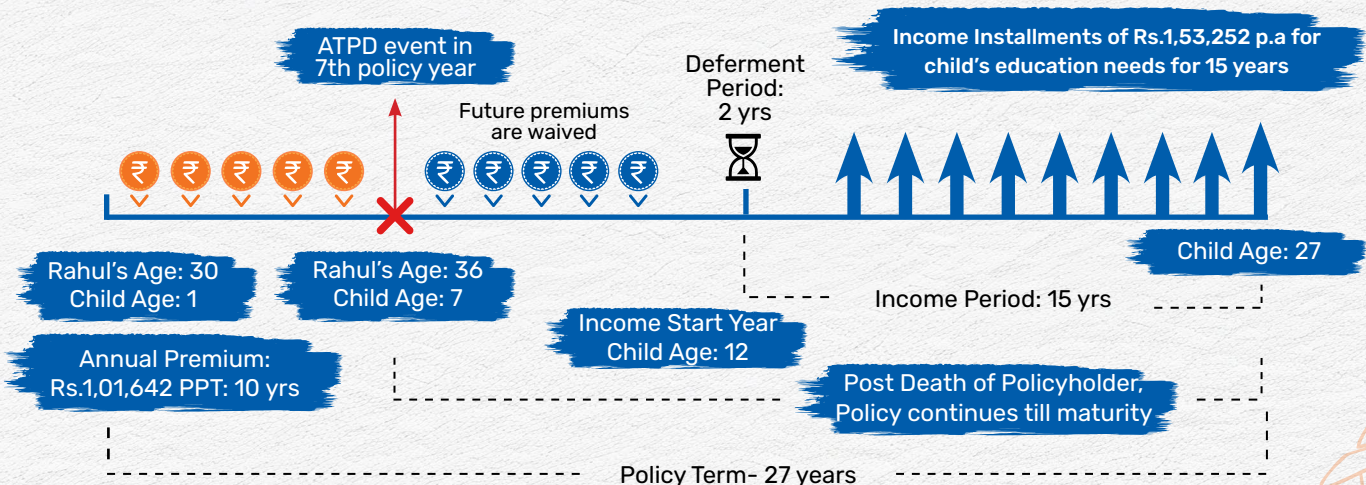 ATPD event in
7th policy year
Income Installments of Rs.1,53,252 p.a for
child's education needs for 15 years
Deferment
Period:
2 yrs
Future premiums
are waived
₹ ₹ ₹ ₹ ₹ ₹ ₹ ₹ ₹ ₹
Rahul's Age: 30
Child Age: 1
Rahul's Age: 36
Child Age: 7
Child Age: 27
Income Period: 15 yrs
Income Start Year
Child Age: 12
Annual Premium:
Rs.1,01,642 PPT: 10 yrs
Post Death of Policyholder,
Policy continues till maturity
Policy Term- 27 years